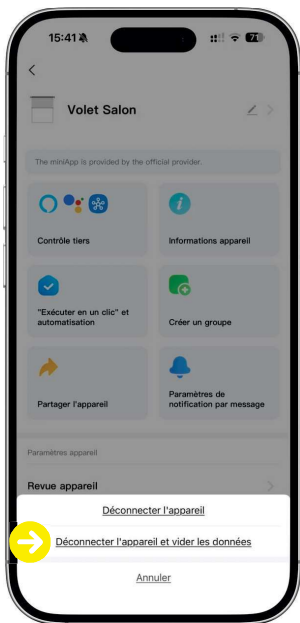 15:41
71
Volet Salon
The miniApp is provided by the official provider.
Contrôle tiers
Informations appareil
"Exécuter en un clic" et
automatisation
Créer un groupe
Partager l'appareil
Paramètres de
notification par message
Paramètres appareil
Revue appareil
Déconnecter l'appareil
Déconnecter l'appareil et vider les données
Annuler